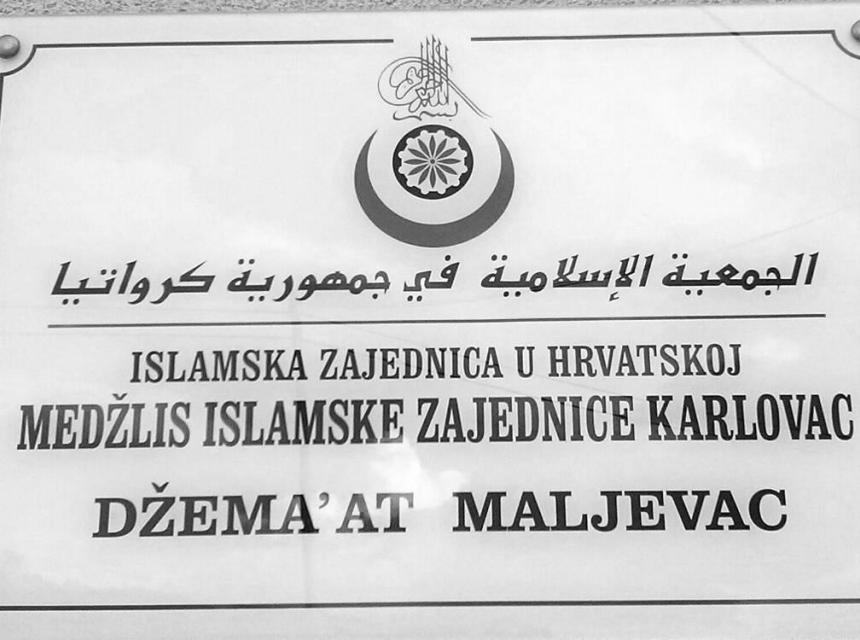 الجمعية الإسلامية في جمهورية كرواتيا
ISLAMSKA ZAJEDNICA U HRVATSKOJ
MEDŽLIS ISLAMSKE ZAJEDNICE KARLOVAC
DŽEMA'AT MALJEVAC